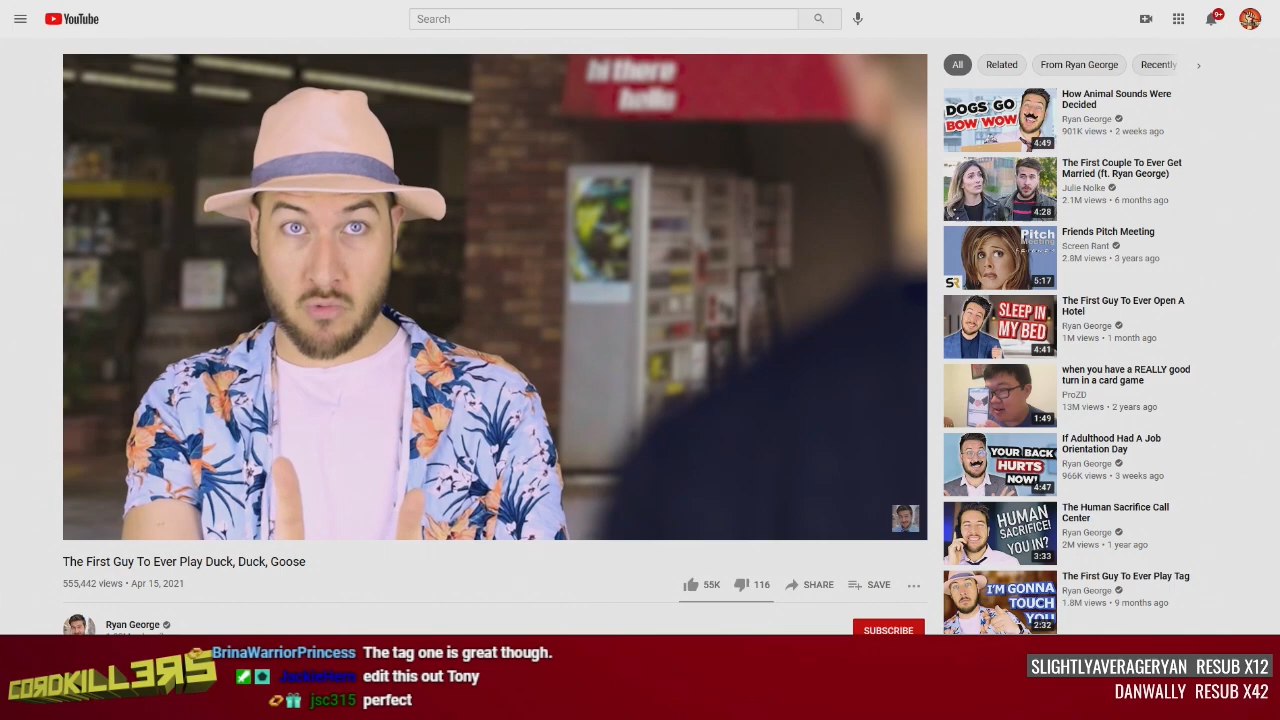 YouTube
Search
9+
hi there
hello
All
Related
From Ryan George
Recently
DOGS GO
BOW WOW
4:49
How Animal Sounds Were
Decided
Ryan George
901K views • 2 weeks ago
4:28
The First Couple To Ever Get
Married (ft. Ryan George)
Julie Nolke
2.1M views • 6 months ago
Pitch
Meeting
SR
5:17
Friends Pitch Meeting
Screen Rant
2.8M views • 3 years ago
SLEEP IN
MY BED
4:41
The First Guy To Ever Open A
Hotel
Ryan George
1M views • 1 month ago
1:49
when you have a REALLY good
turn in a card game
ProZD
13M views • 2 years ago
YOUR BACK
HURTS
NOW!
4:47
If Adulthood Had A Job
Orientation Day
Ryan George
966K views • 3 weeks ago
HUMAN
SACRIFICE!
YOU IN?
3:33
The Human Sacrifice Call
Center
Ryan George
2M views • 1 year ago
I'M GONNA
TOUCH
YOU
2:32
The First Guy To Ever Play Tag
Ryan George
1.8M views • 9 months ago
The First Guy To Ever Play Duck, Duck, Goose
555,442 views • Apr 15, 2021
55K
116
SHARE
SAVE
Ryan George
SUBSCRIBE
CORDKILL3RS
BrinaWarriorPrincess The tag one is great though.
edit this out Tony
jsc315 perfect
SLIGHTLYAVERAGERYAN RESUB X12
DANWALLY RESUB X42